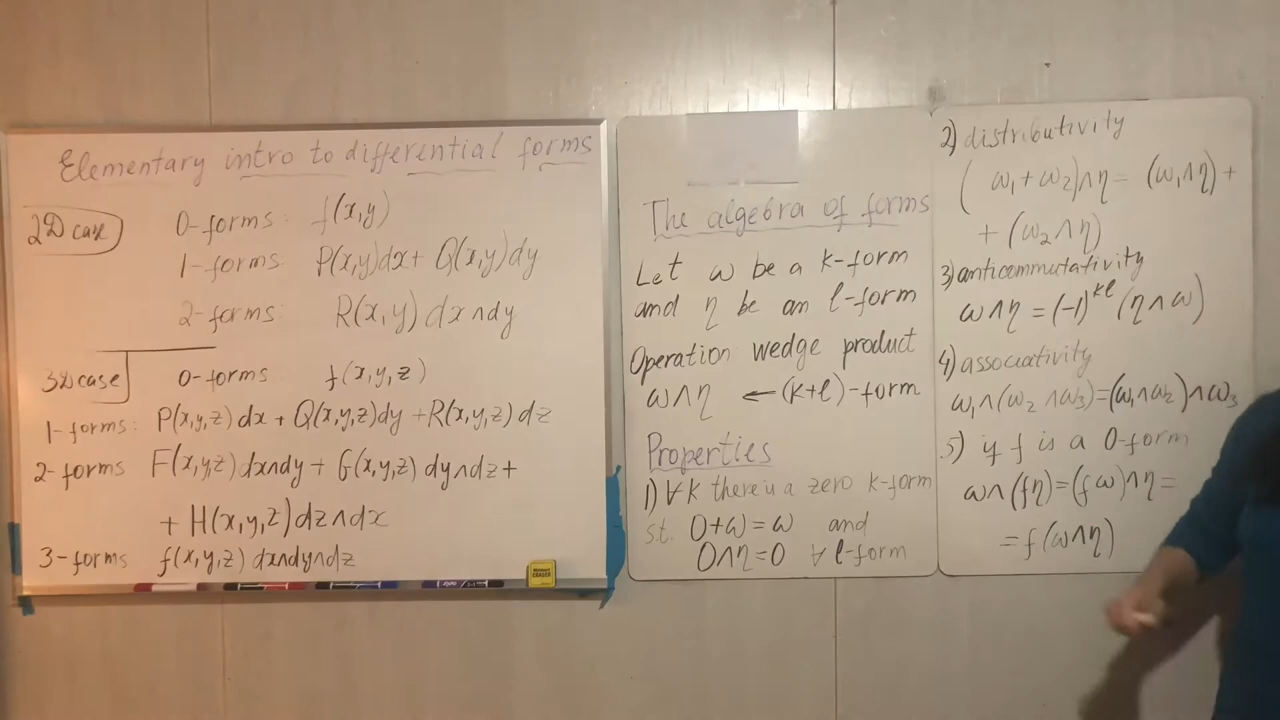 Elementary intro to differential forms
2D case
0-forms: f(x,y)
1-forms: P(x,y)dx + Q(x,y)dy
2-forms: R(x,y) dx∧dy
3D case
0-forms f(x,y,z)
1-forms: P(x,y,z) dx + Q(x,y,z)dy + R(x,y,z) dz
2-forms F(x,y,z) dx∧dy + G(x,y,z) dy∧dz +
+ H(x,y,z) dz∧dx
3-forms f(x,y,z) dx∧dy∧dz
ERASER
The algebra of forms
Let ω be a k-form
and η be an l-form
Operation wedge product
ω∧η ← (k+l)-form
Properties
1) ∀k there is a zero k-form
s.t. 0+ω=ω and
0∧η=0 ∀ l-form
2) distributivity
(ω₁+ω₂)∧η = (ω₁∧η) +
+ (ω₂∧η)
3) anticommutativity
ω∧η = (-1)^{kl} (η∧ω)
4) associativity
ω₁∧(ω₂∧ω₃)=(ω₁∧ω₂)∧ω₃
5) if f is a 0-form
ω∧(fη)=(fω)∧η=
=f(ω∧η)